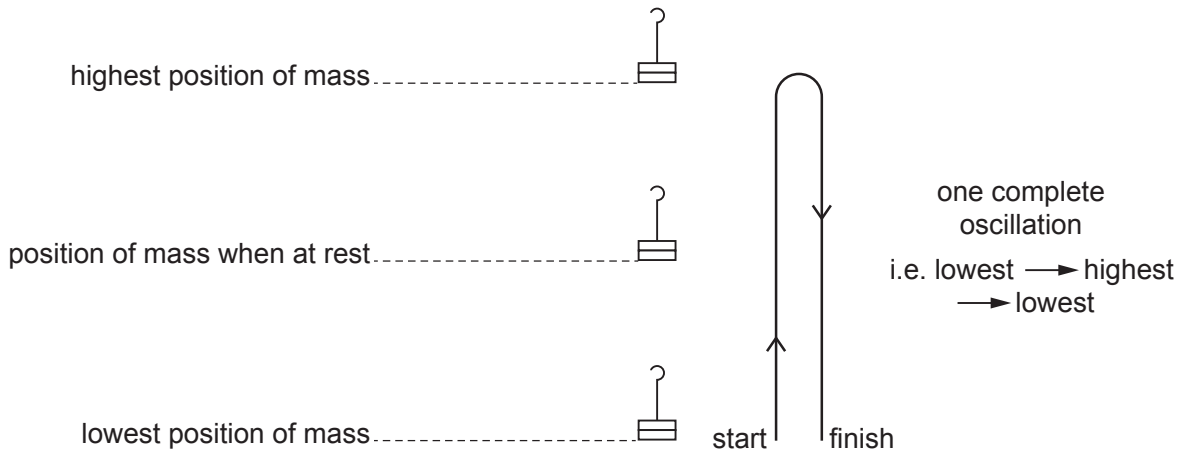 highest position of mass
position of mass when at rest
lowest position of mass
start
finish
one complete
oscillation
i.e. lowest → highest
→ lowest